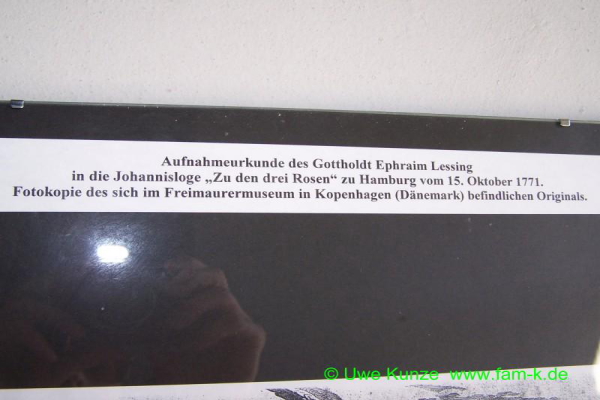 Aufnahmeurkunde des Gottholdt Ephraim Lessing
in die Johannisloge „Zu den drei Rosen“ zu Hamburg vom 15. Oktober 1771.
Fotokopie des sich im Freimaurermuseum in Kopenhagen (Dänemark) befindlichen Originals.
© Uwe Kunze www.fam-k.de